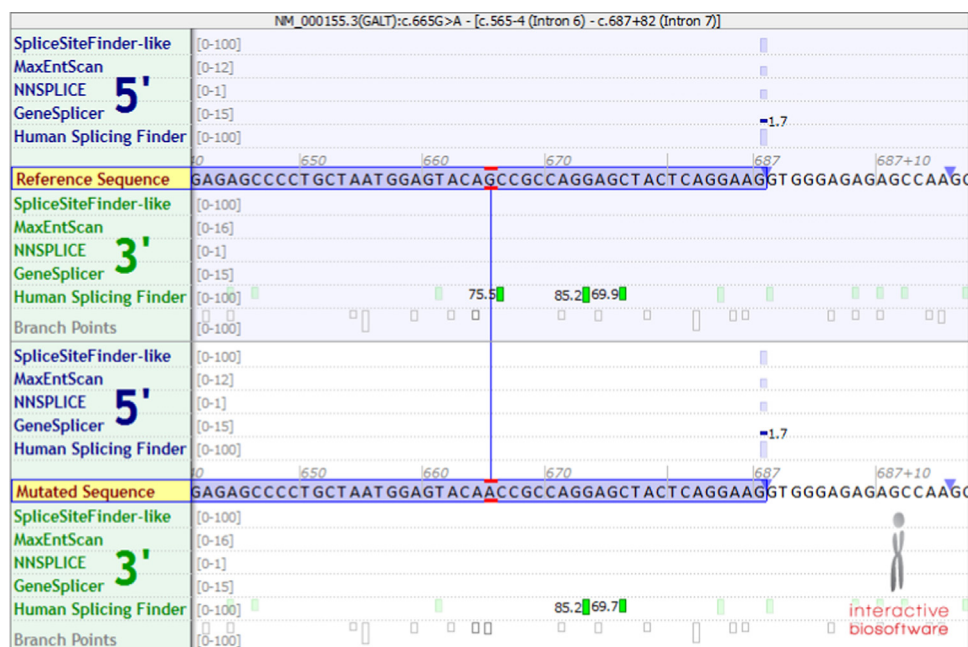 NM_000155.3(GALT):c.665G>A - [c.565-4 (Intron 6) - c.687+82 (Intron 7)]
SpliceSiteFinder-like [0-100]
MaxEntScan [0-12]
NNSPLICE [0-1]
5'
GeneSplicer [0-15] 1.7
Human Splicing Finder [0-100]
40 650 660 670 687 687+10
Reference Sequence GAGAGCCCCTGCTAATGGAGTACAGCCGCCAGGAGCTACTCAGGAAGGTGGGAGAGAGCCAAGC
SpliceSiteFinder-like [0-100]
MaxEntScan [0-16]
NNSPLICE [0-1]
3'
GeneSplicer [0-15]
Human Splicing Finder [0-100] 75.5 85.2 69.9
Branch Points [0-100]
SpliceSiteFinder-like [0-100]
MaxEntScan [0-12]
NNSPLICE [0-1]
5'
GeneSplicer [0-15] 1.7
Human Splicing Finder [0-100]
40 650 660 670 687 687+10
Mutated Sequence GAGAGCCCCTGCTAATGGAGTACAACCGCCAGGAGCTACTCAGGAAGGTGGGAGAGAGCCAAGC
SpliceSiteFinder-like [0-100]
MaxEntScan [0-16]
NNSPLICE [0-1]
3'
GeneSplicer [0-15]
Human Splicing Finder [0-100] 85.2 69.7
Branch Points [0-100]
interactive
biosoftware